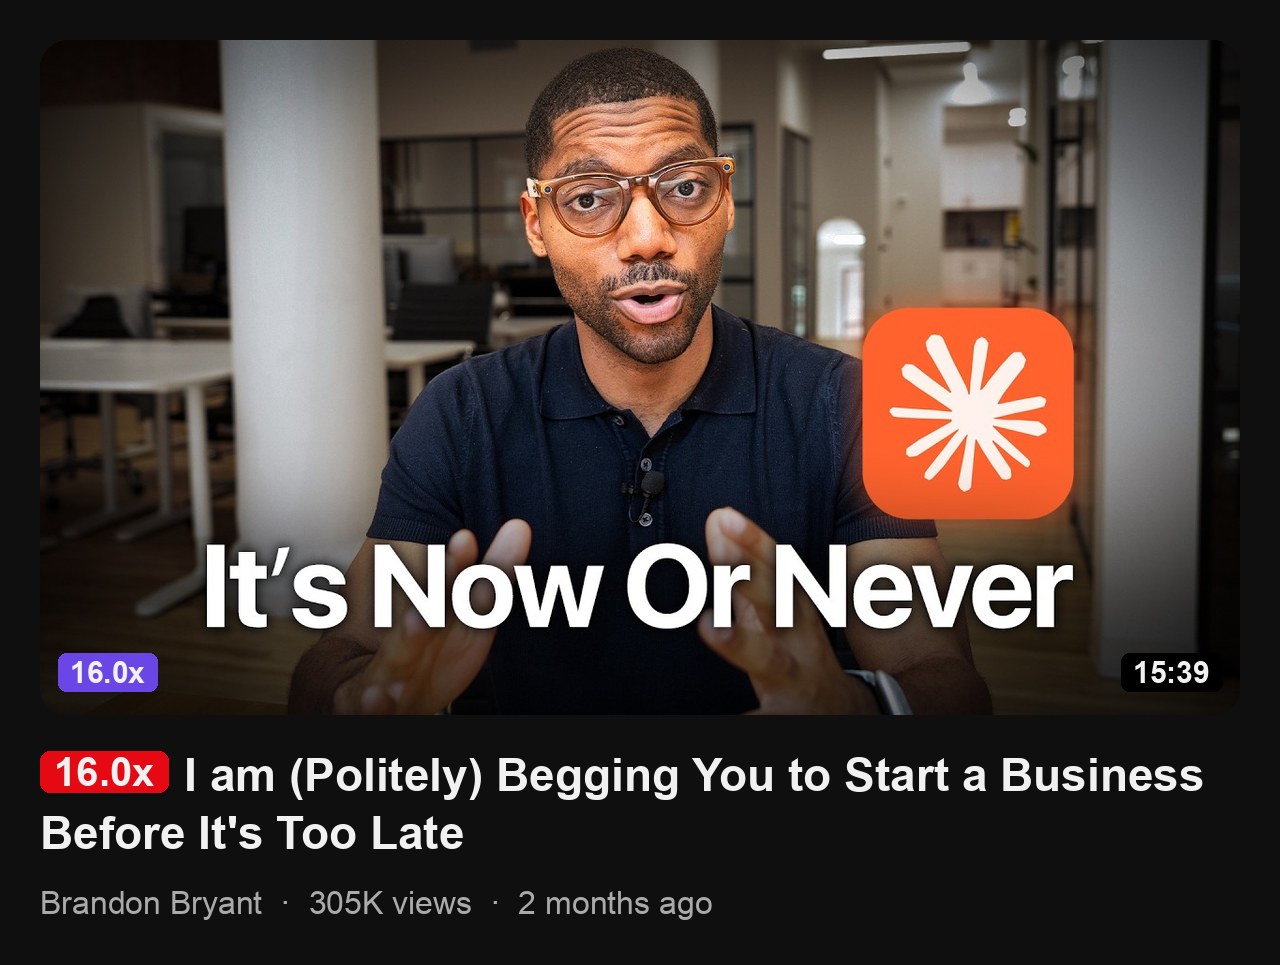 It’s Now Or Never
16.0x
15:39
16.0x I am (Politely) Begging You to Start a Business
Before It's Too Late
Brandon Bryant · 305K views · 2 months ago